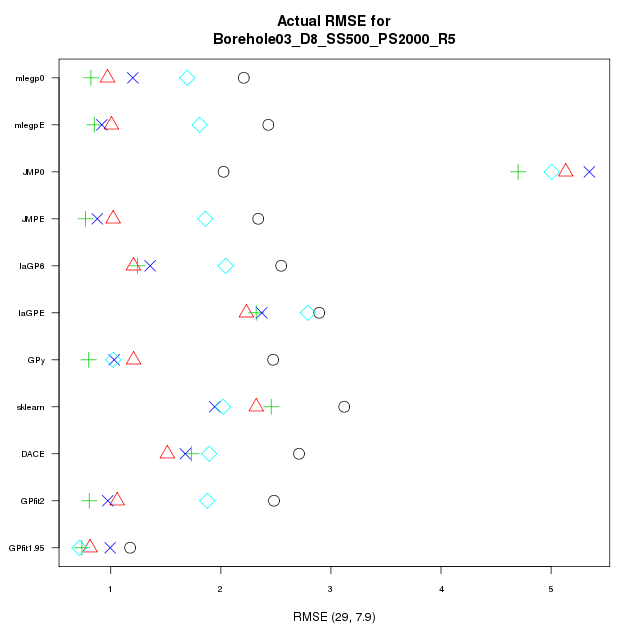 Actual RMSE for
Borehole03_D8_SS500_PS2000_R5
mlegp0
mlegpE
JMP0
JMPE
laGP6
laGPE
GPy
sklearn
DACE
GPfit2
GPfit1.95
1 2 3 4 5
RMSE (29, 7.9)